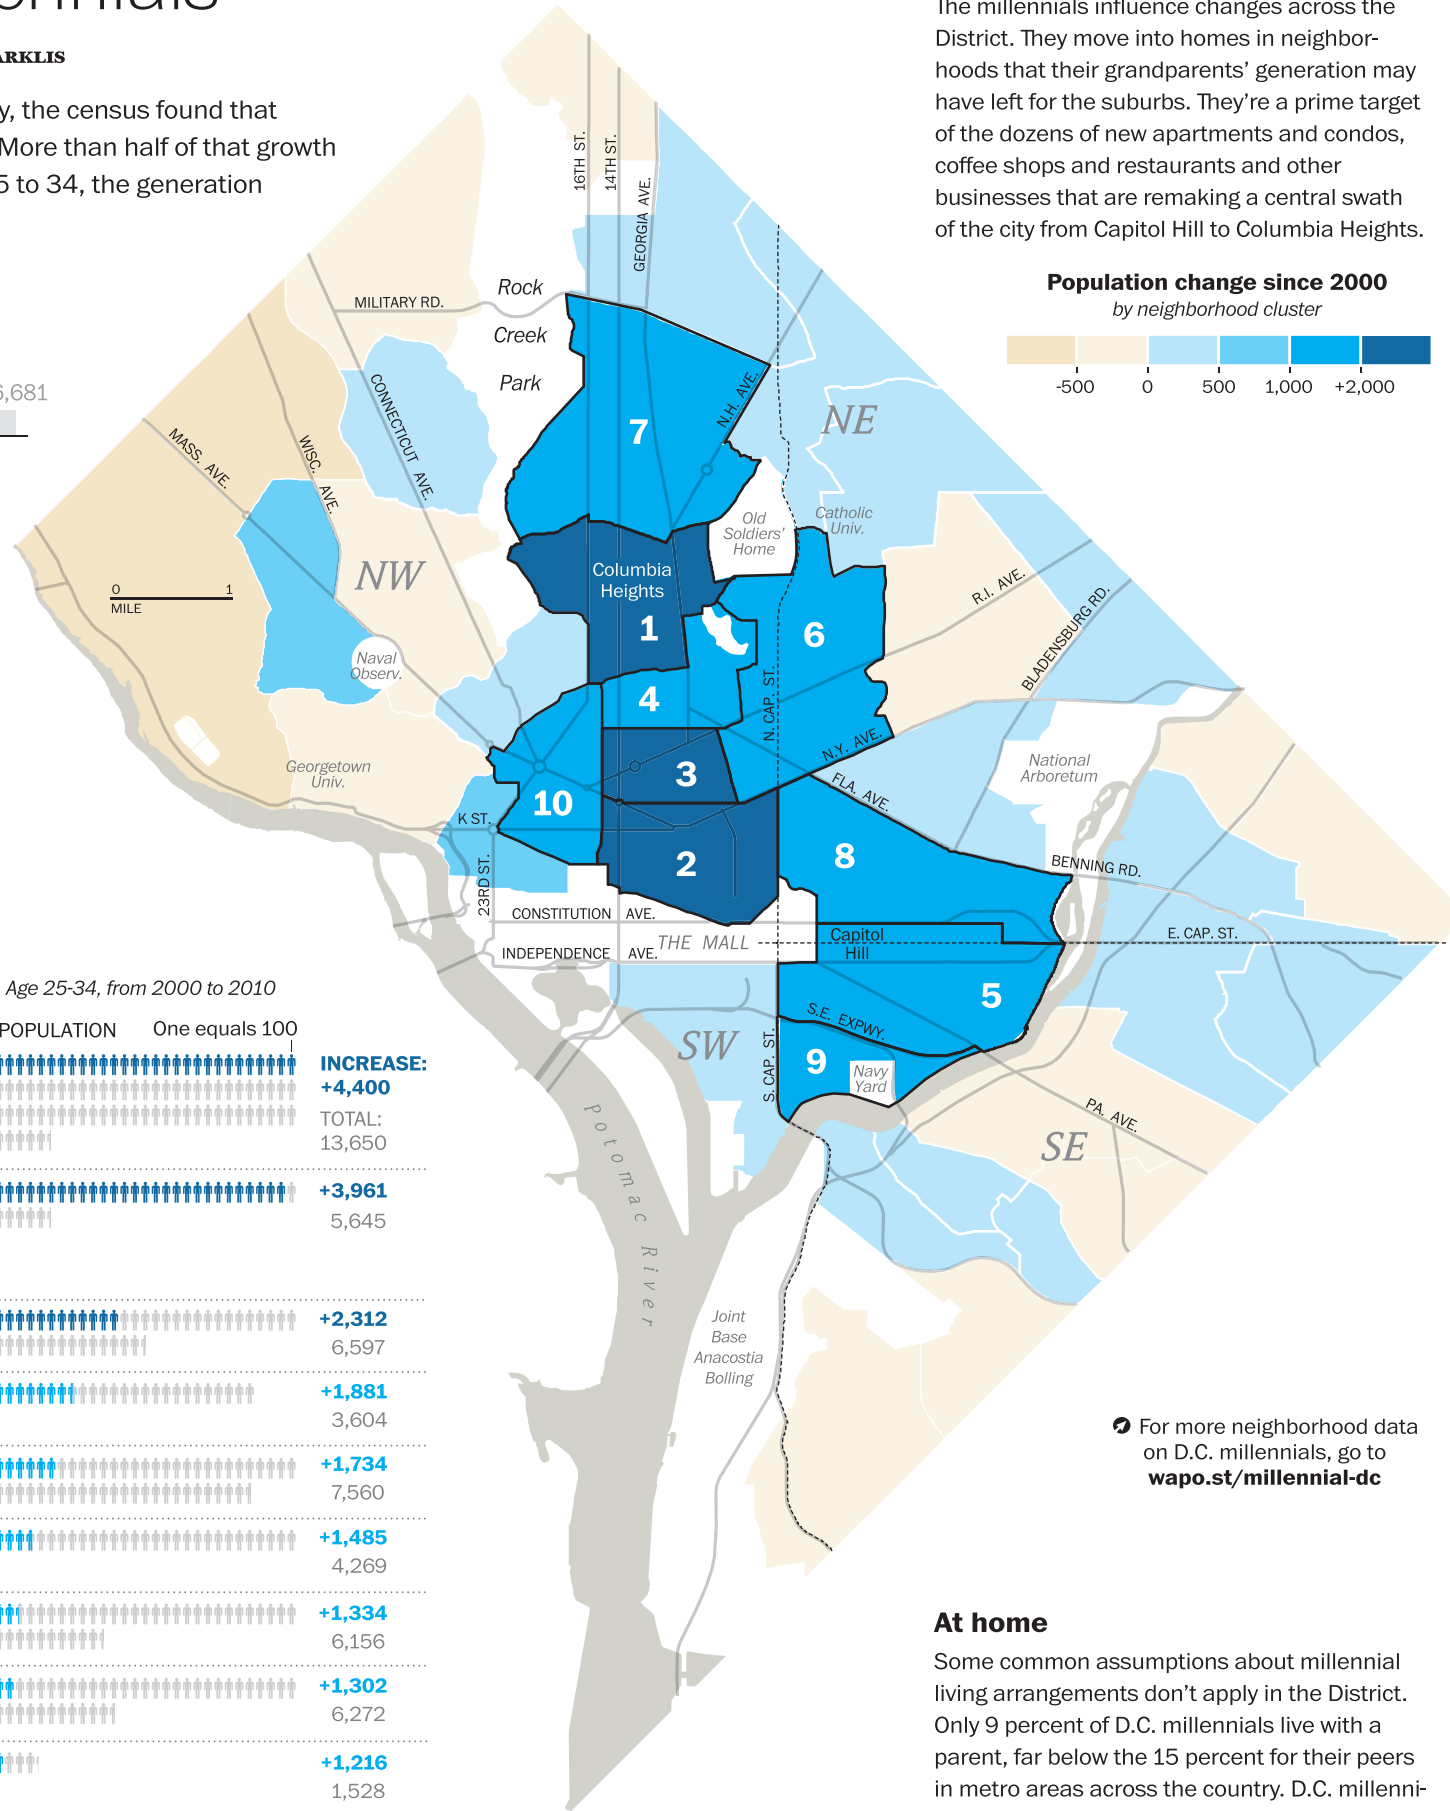 ARKLIS
y, the census found that
More than half of that growth
5 to 34, the generation
6,681
The millennials influence changes across the
District. They move into homes in neighbor-
hoods that their grandparents' generation may
have left for the suburbs. They're a prime target
of the dozens of new apartments and condos,
coffee shops and restaurants and other
businesses that are remaking a central swath
of the city from Capitol Hill to Columbia Heights.
Population change since 2000
by neighborhood cluster
-500 0 500 1,000 +2,000
16TH ST.
14TH ST.
GEORGIA AVE.
MILITARY RD.
Rock
Creek
Park
CONNECTICUT AVE.
WISC. AVE.
MASS. AVE.
N.H. AVE.
7
NE
Old
Soldiers'
Home
Catholic
Univ.
NW
0 1
MILE
Columbia
Heights
1
6
R.I. AVE.
BLADENSBURG RD.
Naval
Observ.
4
N. CAP. ST.
N.Y. AVE.
Georgetown
Univ.
3
National
Arboretum
10
FLA. AVE.
K ST.
2
8
BENNING RD.
23RD ST.
CONSTITUTION AVE.
THE MALL
INDEPENDENCE AVE.
Capitol
Hill
E. CAP. ST.
5
S.E. EXPWY.
SW
S. CAP. ST.
9
Navy
Yard
PA. AVE.
SE
Potomac River
Joint
Base
Anacostia
Bolling
Age 25-34, from 2000 to 2010
POPULATION One equals 100
INCREASE:
+4,400
TOTAL:
13,650
+3,961
5,645
+2,312
6,597
+1,881
3,604
+1,734
7,560
+1,485
4,269
+1,334
6,156
+1,302
6,272
+1,216
1,528
For more neighborhood data
on D.C. millennials, go to
wapo.st/millennial-dc
At home
Some common assumptions about millennial
living arrangements don't apply in the District.
Only 9 percent of D.C. millennials live with a
parent, far below the 15 percent for their peers
in metro areas across the country. D.C. millenni-